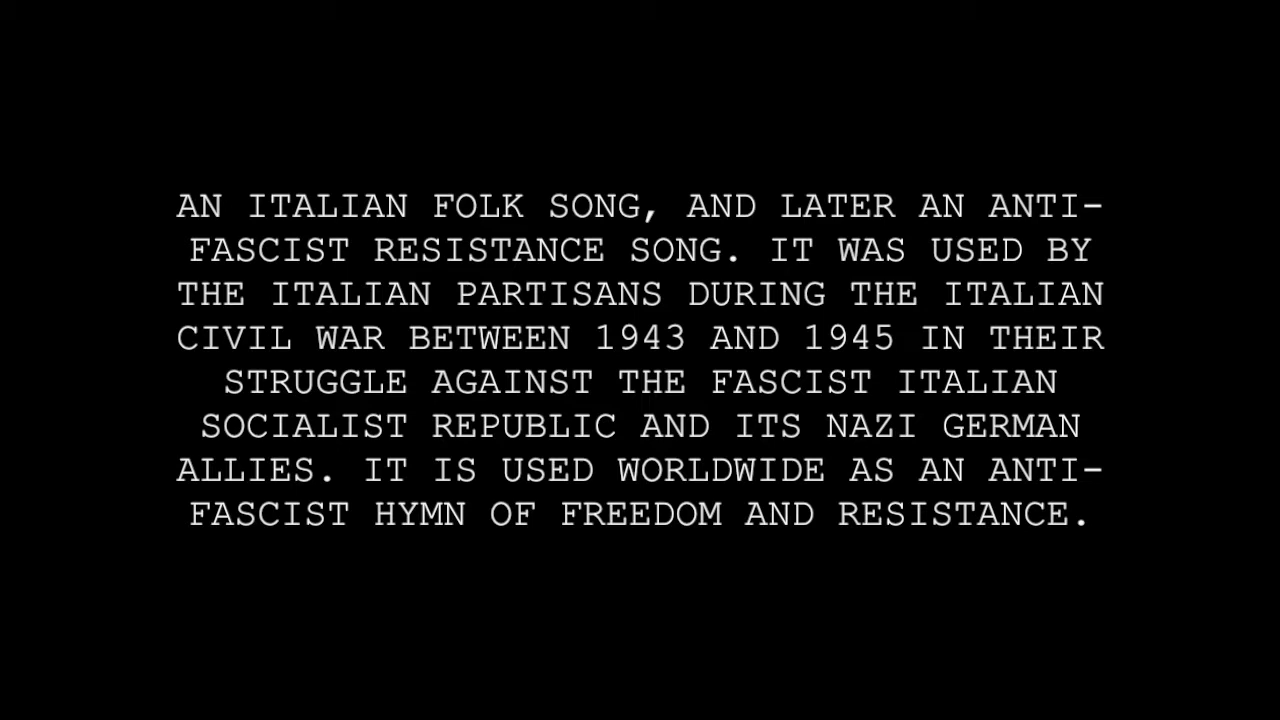 AN ITALIAN FOLK SONG, AND LATER AN ANTI-
FASCIST RESISTANCE SONG. IT WAS USED BY
THE ITALIAN PARTISANS DURING THE ITALIAN
CIVIL WAR BETWEEN 1943 AND 1945 IN THEIR
STRUGGLE AGAINST THE FASCIST ITALIAN
SOCIALIST REPUBLIC AND ITS NAZI GERMAN
ALLIES. IT IS USED WORLDWIDE AS AN ANTI-
FASCIST HYMN OF FREEDOM AND RESISTANCE.